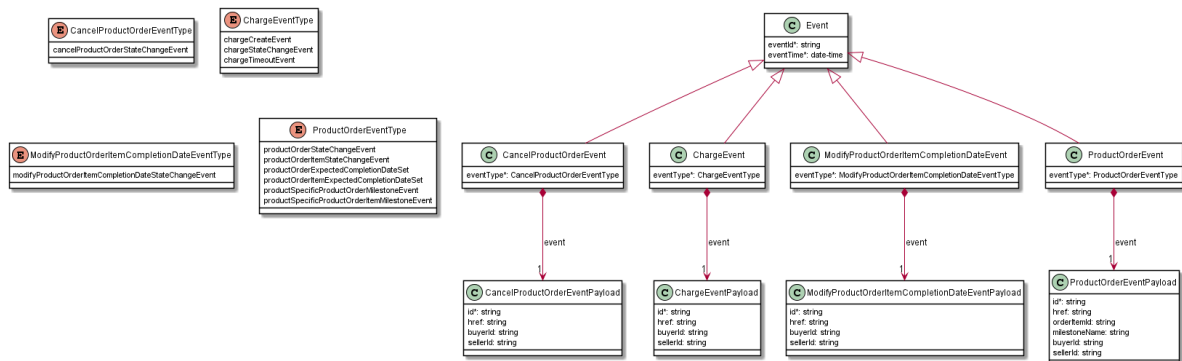 E CancelProductOrderEventType
cancelProductOrderStateChangeEvent
E ChargeEventType
chargeCreateEvent
chargeStateChangeEvent
chargeTimeoutEvent
C Event
eventId*: string
eventTime*: date-time
E ModifyProductOrderItemCompletionDateEventType
modifyProductOrderItemCompletionDateStateChangeEvent
E ProductOrderEventType
productOrderStateChangeEvent
productOrderItemStateChangeEvent
productOrderExpectedCompletionDateSet
productOrderItemExpectedCompletionDateSet
productSpecificProductOrderMilestoneEvent
productSpecificProductOrderItemMilestoneEvent
C CancelProductOrderEvent
eventType*: CancelProductOrderEventType
C ChargeEvent
eventType*: ChargeEventType
C ModifyProductOrderItemCompletionDateEvent
eventType*: ModifyProductOrderItemCompletionDateEventType
C ProductOrderEvent
eventType*: ProductOrderEventType
event
1
event
1
event
1
event
1
C CancelProductOrderEventPayload
id*: string
href: string
buyerId: string
sellerId: string
C ChargeEventPayload
id*: string
href: string
buyerId: string
sellerId: string
C ModifyProductOrderItemCompletionDateEventPayload
id*: string
href: string
buyerId: string
sellerId: string
C ProductOrderEventPayload
id*: string
href: string
orderItemId: string
milestoneName: string
buyerId: string
sellerId: string